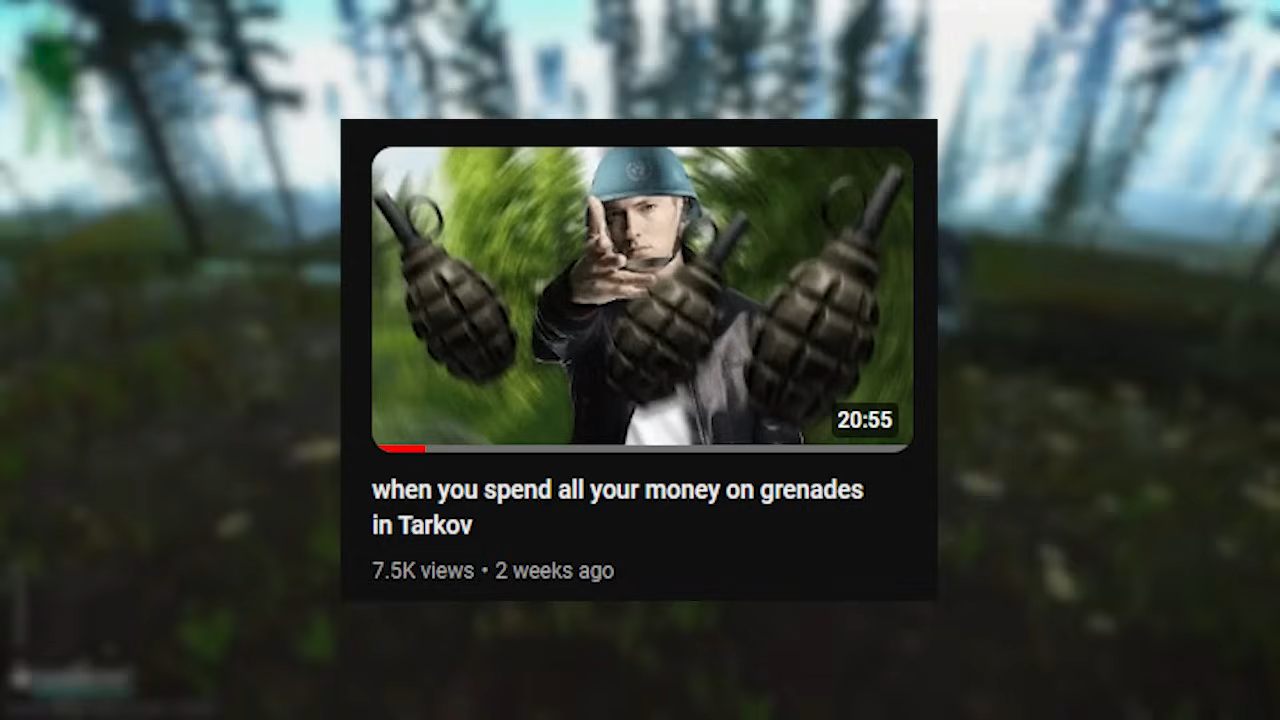 20:55
when you spend all your money on grenades
in Tarkov
7.5K views • 2 weeks ago